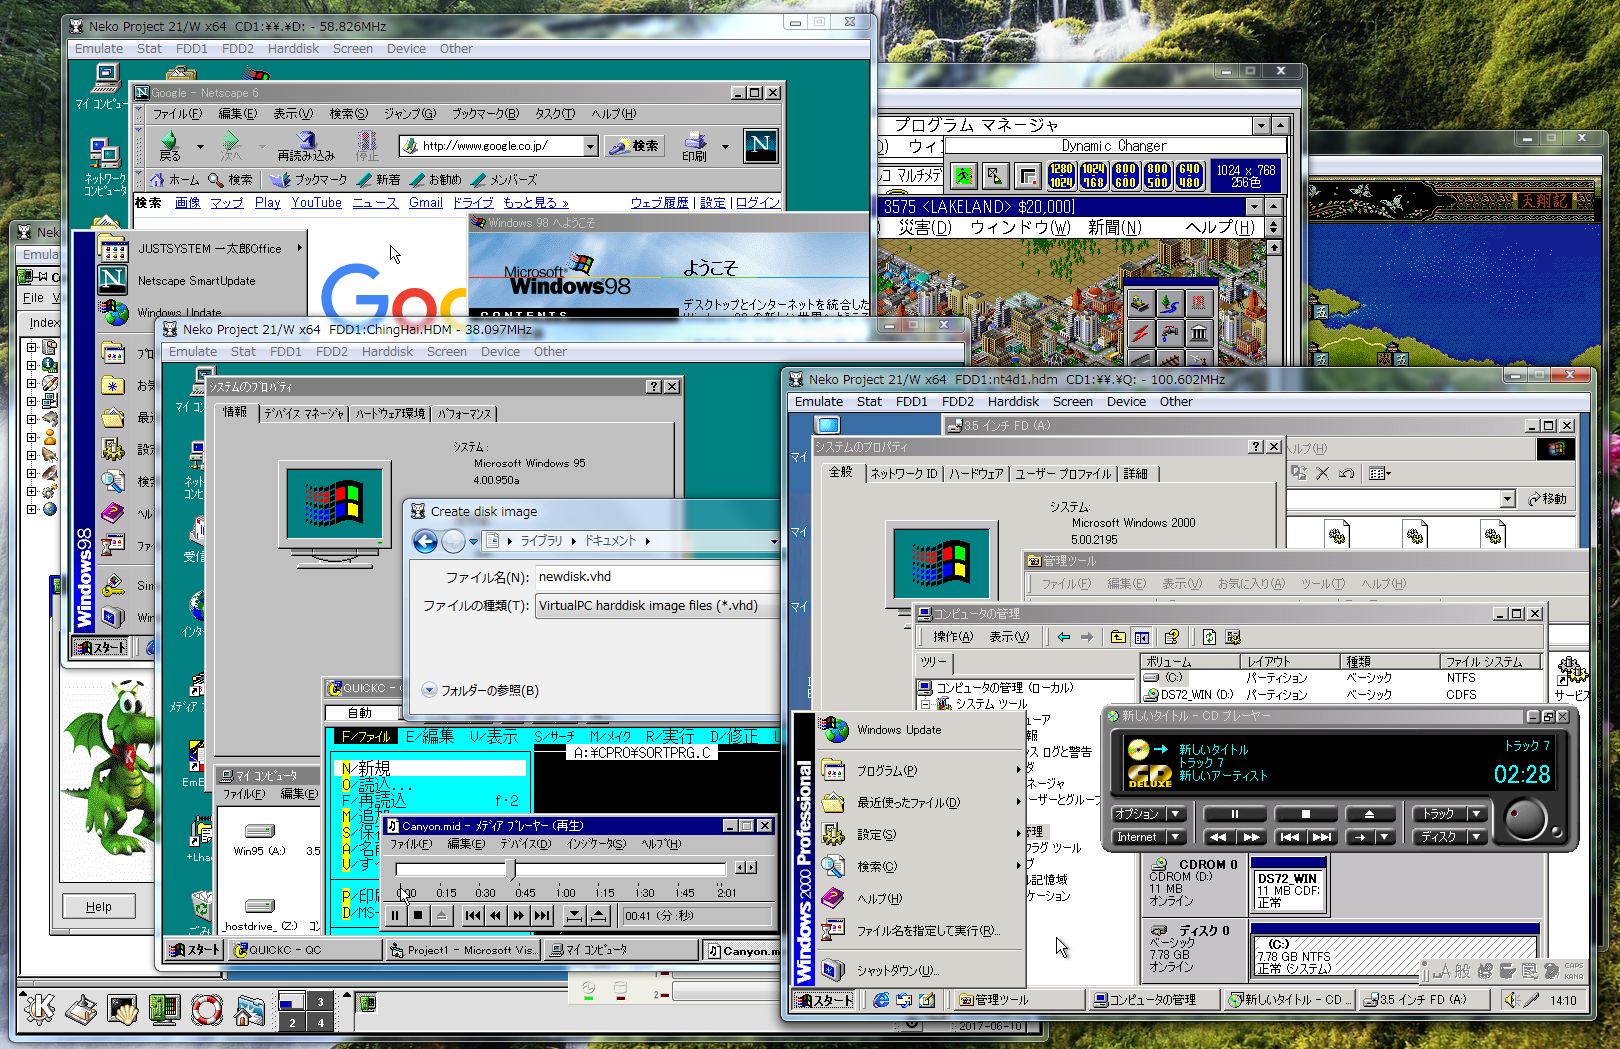 Neko Project 21/W x64  CD1:¥¥.¥D: - 58.826MHz
Emulate Stat FDD1 FDD2 Harddisk Screen Device Other
Google - Netscape 6
マイ コンピュー
ファイル(F) 編集(E) 表示(V) 検索(S) ジャンプ(G) ブックマーク(B) タスク(T) ヘルプ(H)
戻る 次へ 再読み込み 停止 http://www.google.co.jp/ 検索 印刷
ネットワーク
コンピュータ
ホーム 検索 ブックマーク 新着 お勧め メンバーズ
検索 画像 マップ Play YouTube ニュース Gmail ドライブ もっと見る » ウェブ履歴 | 設定 | ログイン
Windows 98 へようこそ
Microsoft
Windows98
ようこそ
デスクトップとインターネットを統合した
CONTENTS
JUSTSYSTEM 一太郎Office
Netscape SmartUpdate
Windows Update
Windows98
スタート
プログラム マネージャ
Dynamic Changer
1280 1024
1024 768
800 600
800 500
640 480
1024 x 768
256色
3575 <LAKELAND> $20,000]
災害(D) ウィンドウ(W) 新聞(N) ヘルプ(H)
天翔記
Neko Project 21/W x64  FDD1:ChingHai.HDM - 38.097MHz
Emulate Stat FDD1 FDD2 Harddisk Screen Device Other
システムのプロパティ
情報 デバイス マネージャ ハードウェア環境 パフォーマンス
システム:
Microsoft Windows 95
4.00.950a
Create disk image
ライブラリ ドキュメント
ファイル名(N): newdisk.vhd
ファイルの種類(T): VirtualPC harddisk image files (*.vhd)
フォルダーの参照(B)
QUICKC - Q
自動
F/ファイル E/編集 V/表示 S/サーチ M/メイク R/実行 D/修正
A:¥CPRO¥SORTPRG.C
N/新規
O/読込...
F/再読込 f・2
マイ コンピュータ
ファイル(F) 編集(E)
Win95 (A:) 3.5
_hostdrive_ (Z:)
Canyon.mid - メディア プレーヤー (再生)
ファイル(F) 編集(E) デバイス(D) インジケータ(S) ヘルプ(H)
0:00 0:15 0:30 0:45 1:00 1:15 1:30 1:45 2:01
00:41 (分 :秒)
スタート QUICKC - QC Project1 - Microsoft Vis... マイ コンピュータ Canyon.m
Neko Project 21/W x64  FDD1:nt4d1.hdm  CD1:¥¥.¥Q: - 100.602MHz
Emulate Stat FDD1 FDD2 Harddisk Screen Device Other
3.5 インチ FD (A:)
システムのプロパティ
全般 ネットワーク ID ハードウェア ユーザー プロファイル 詳細
移動
システム:
Microsoft Windows 2000
5.00.2195
管理ツール
ファイル(F) 編集(E) 表示(V) お気に入り(A) ツール(T) ヘルプ(H)
コンピュータの管理
操作(A) 表示(V)
ツリー
ボリューム レイアウト 種類 ファイル システム
コンピュータの管理 (ローカル)
システム ツール
(C:) パーティション ベーシック NTFS
DS72_WIN (D:) パーティション ベーシック CDFS
サービス
新しいタイトル - CD プレーヤー
新しいタイトル
トラック 7
新しいアーティスト
トラック 7
02:28
CD DELUXE
オプション トラック
Internet ディスク
Windows 2000 Professional
Windows Update
プログラム(P)
最近使ったファイル(D)
設定(S)
検索(C)
ヘルプ(H)
ファイル名を指定して実行(R)...
シャットダウン(U)...
CDROM 0
CDROM (D:)
11 MB
オンライン
DS72_WIN
11 MB CDF:
正常
ディスク 0
ベーシック
7.78 GB
オンライン
(C:)
7.78 GB NTFS
正常 (システム)
スタート 管理ツール コンピュータの管理 新しいタイトル - CD ... 3.5 インチ FD (A:) 14:10
File
Index
Help
3
2 4
2017-06-10